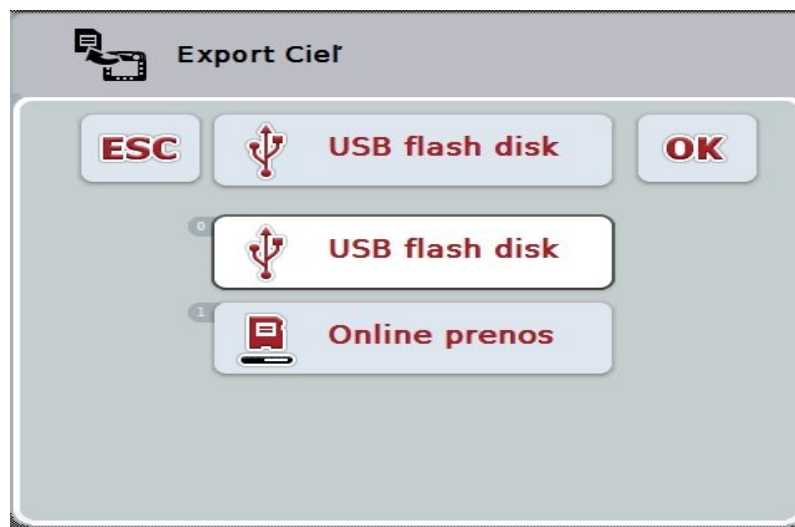 Export Cieľ
ESC USB flash disk OK
0 USB flash disk
1 Online prenos